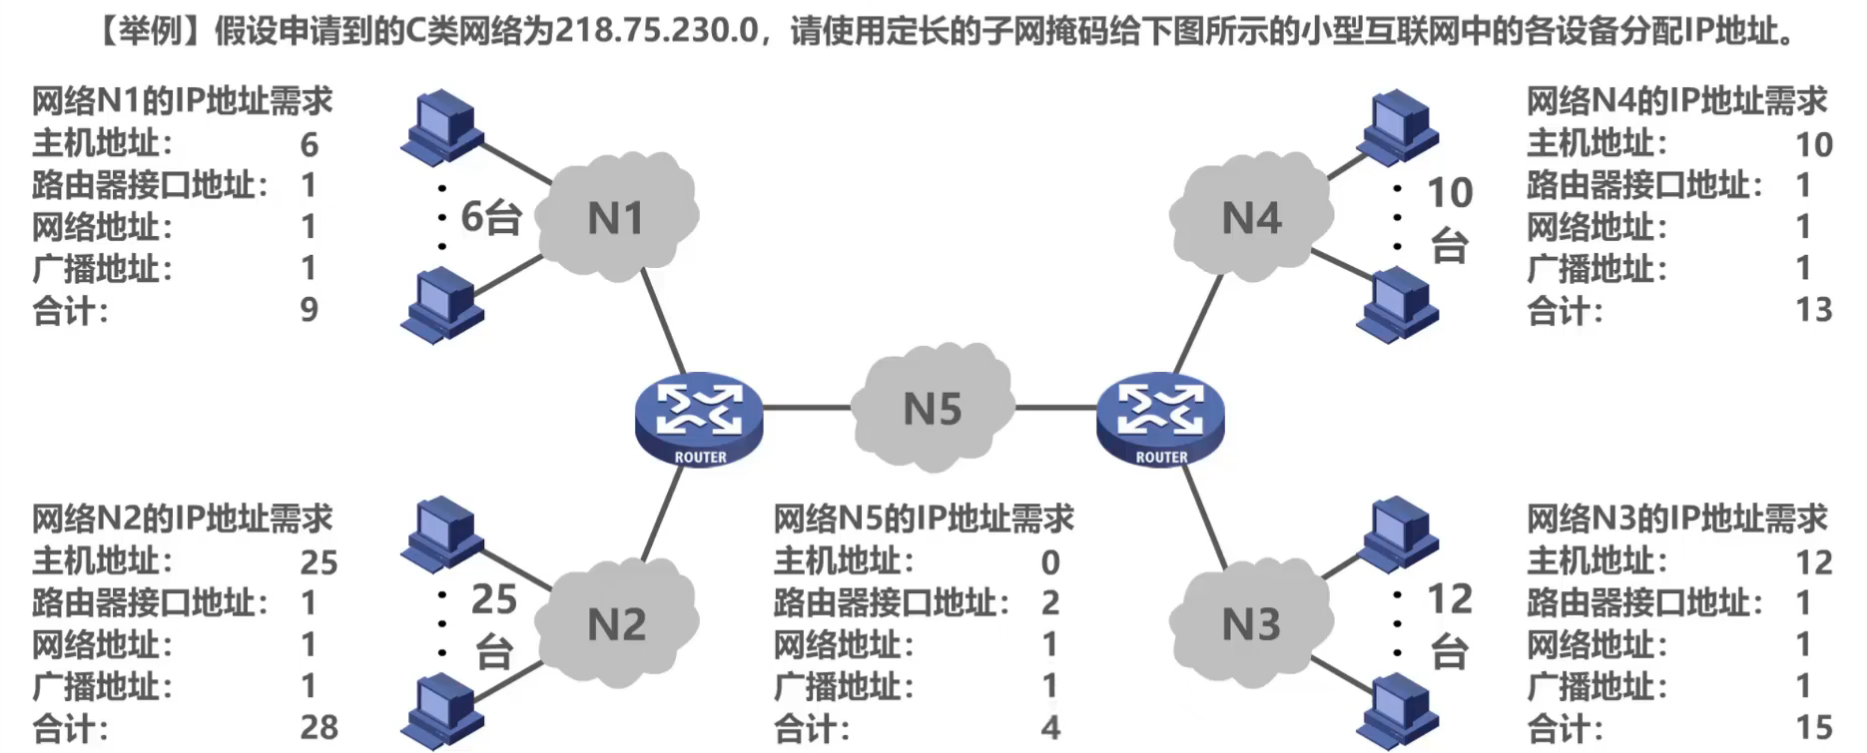 【举例】假设申请到的C类网络为218.75.230.0，请使用定长的子网掩码给下图所示的小型互联网中的各设备分配IP地址。
网络N1的IP地址需求
主机地址： 6
路由器接口地址： 1
网络地址： 1
广播地址： 1
合计： 9
6台
N1
N4
10
台
网络N4的IP地址需求
主机地址： 10
路由器接口地址： 1
网络地址： 1
广播地址： 1
合计： 13
ROUTER
N5
ROUTER
网络N2的IP地址需求
主机地址： 25
路由器接口地址： 1
网络地址： 1
广播地址： 1
合计： 28
25
台
N2
网络N5的IP地址需求
主机地址： 0
路由器接口地址： 2
网络地址： 1
广播地址： 1
合计： 4
N3
12
台
网络N3的IP地址需求
主机地址： 12
路由器接口地址： 1
网络地址： 1
广播地址： 1
合计： 15